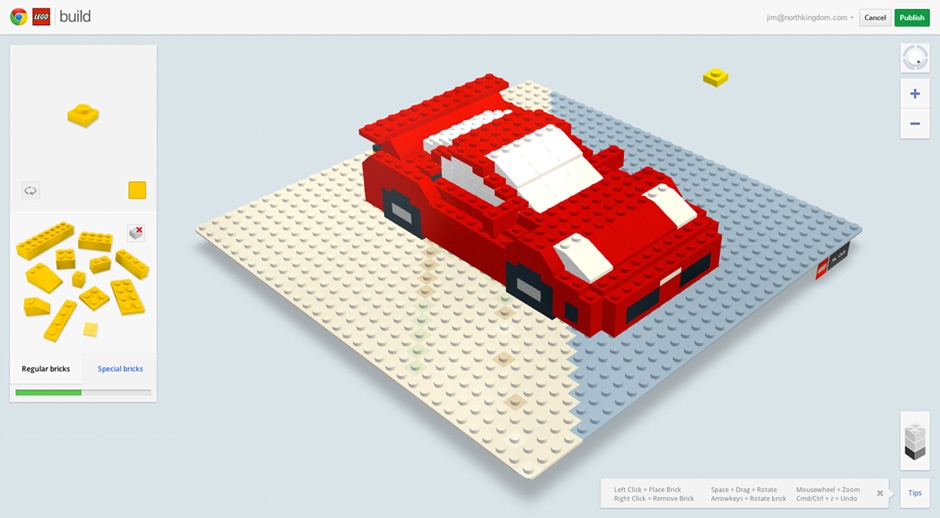 LEGO build
jim@northkingdom.com
Cancel
Publish
+
−
Regular bricks
Special bricks
LEGO
Left Click = Place Brick
Right Click = Remove Brick
Space + Drag = Rotate
Arrowkeys = Rotate brick
Mousewheel = Zoom
Cmd/Ctrl + z = Undo
Tips